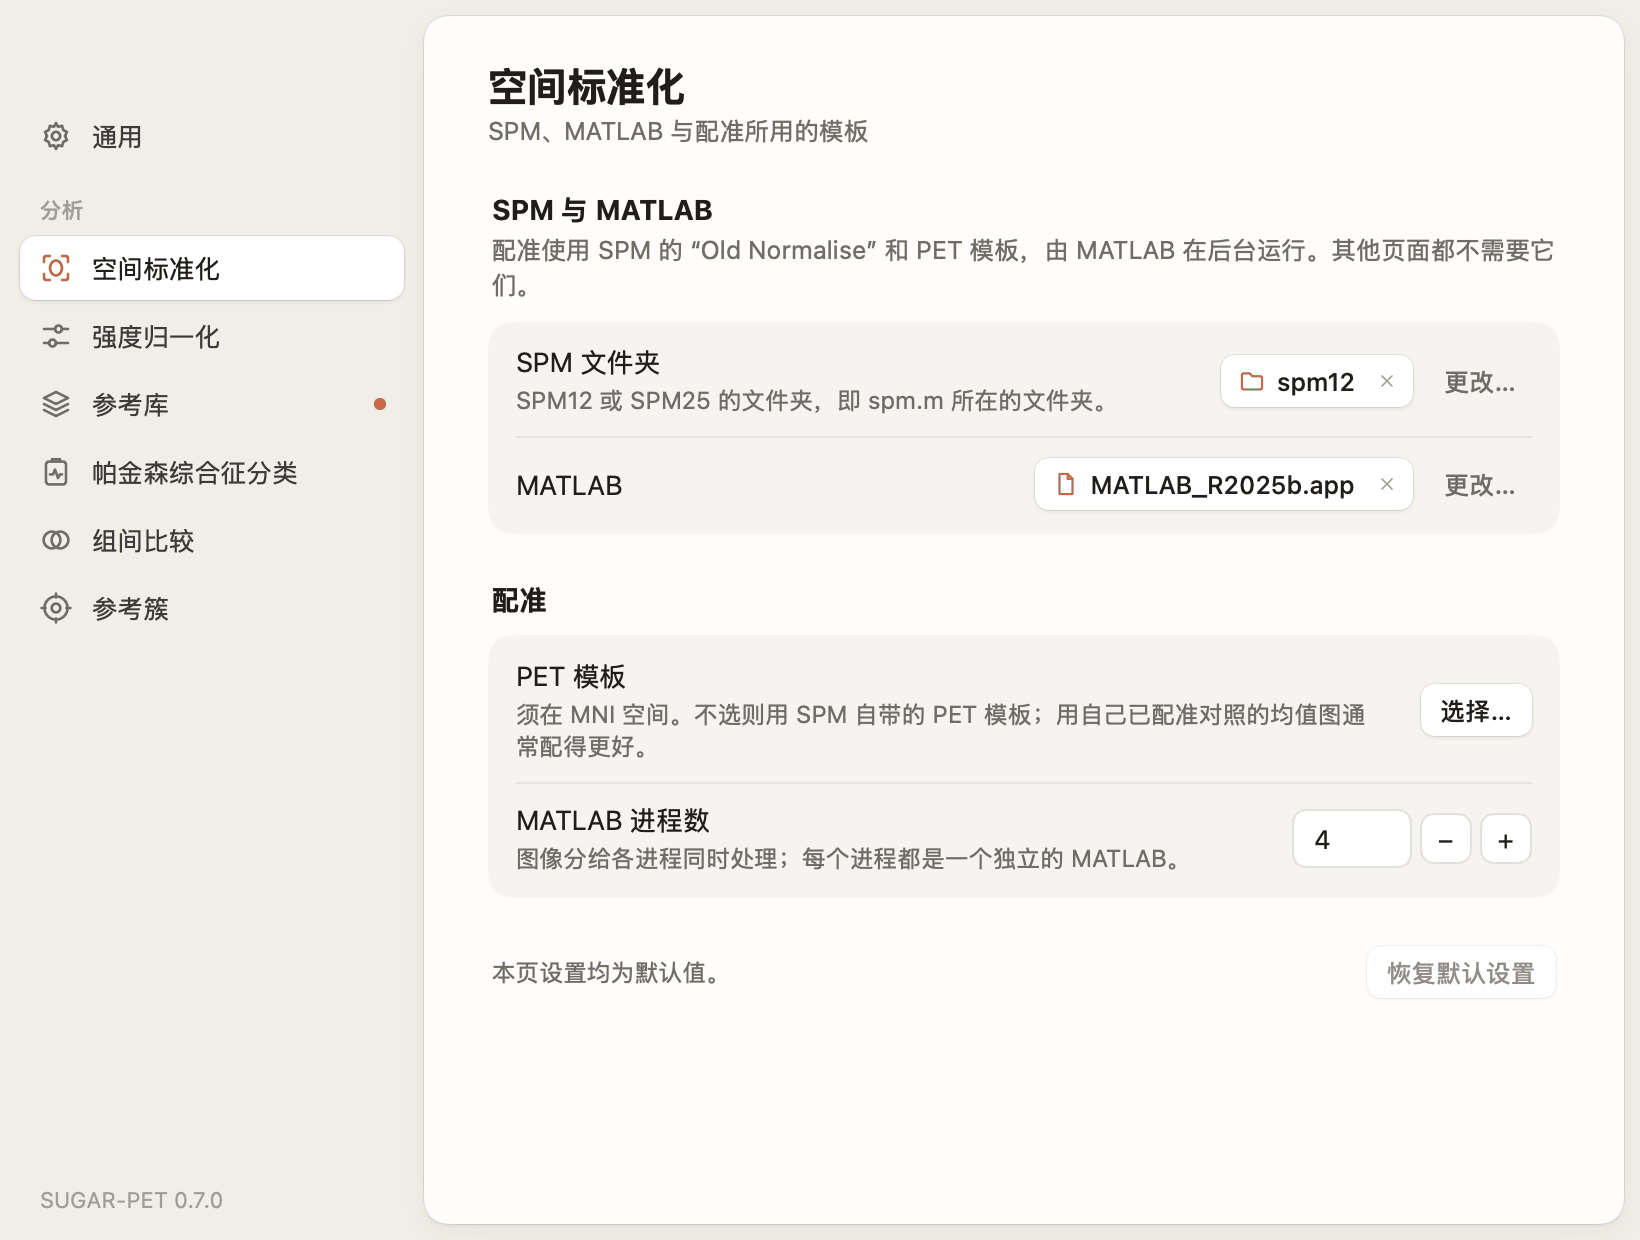 通用
分析
空间标准化
强度归一化
参考库
帕金森综合征分类
组间比较
参考簇
SUGAR-PET 0.7.0
空间标准化
SPM、MATLAB 与配准所用的模板
SPM 与 MATLAB
配准使用 SPM 的 “Old Normalise” 和 PET 模板，由 MATLAB 在后台运行。其他页面都不需要它
们。
SPM 文件夹
SPM12 或 SPM25 的文件夹，即 spm.m 所在的文件夹。
spm12 ×
更改...
MATLAB
MATLAB_R2025b.app ×
更改...
配准
PET 模板
须在 MNI 空间。不选则用 SPM 自带的 PET 模板；用自己已配准对照的均值图通
常配得更好。
选择...
MATLAB 进程数
图像分给各进程同时处理；每个进程都是一个独立的 MATLAB。
4 − +
本页设置均为默认值。
恢复默认设置